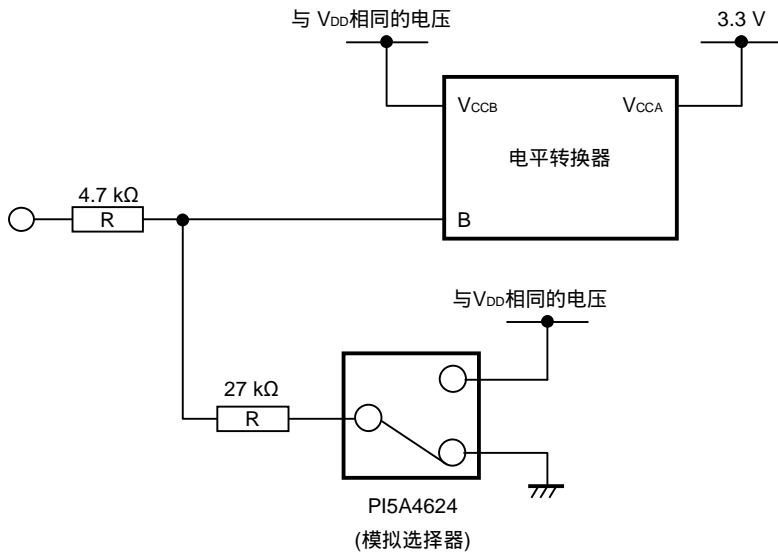 与 VDD相同的电压
3.3 V
VCCB
VCCA
电平转换器
4.7 kΩ
R
B
与VDD相同的电压
27 kΩ
R
PI5A4624
(模拟选择器)